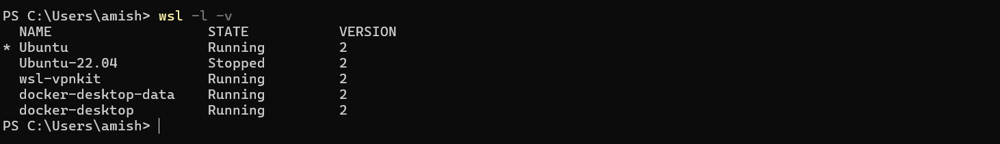 PS C:\Users\amish> wsl -l -v
  NAME                   STATE           VERSION
* Ubuntu                 Running         2
  Ubuntu-22.04           Stopped         2
  wsl-vpnkit             Running         2
  docker-desktop-data    Running         2
  docker-desktop         Running         2
PS C:\Users\amish>